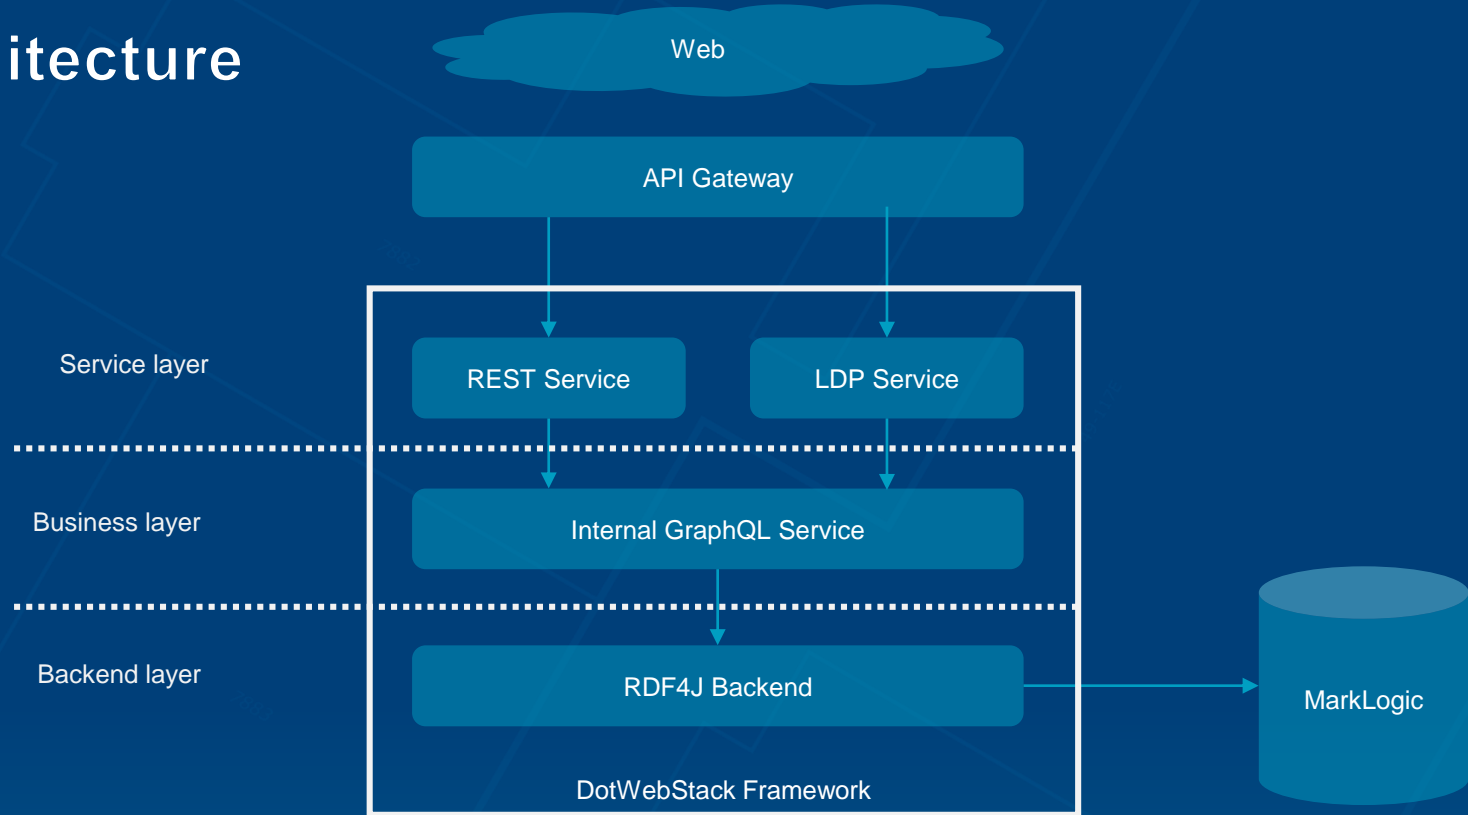 itecture
Web
API Gateway
Service layer
REST Service
LDP Service
Business layer
Internal GraphQL Service
Backend layer
RDF4J Backend
MarkLogic
DotWebStack Framework